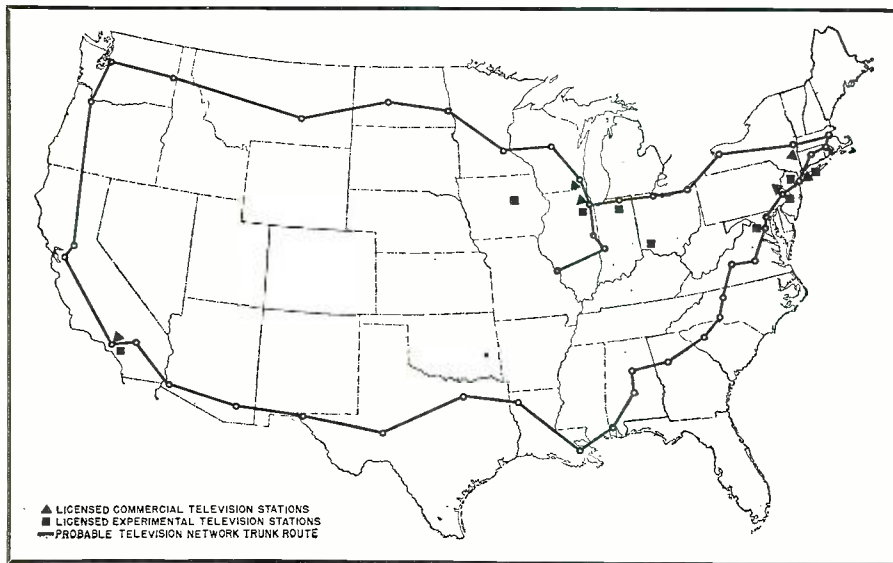 LICENSED COMMERCIAL TELEVISION STATIONS
LICENSED EXPERIMENTAL TELEVISION STATIONS
PROBABLE TELEVISION NETWORK TRUNK ROUTE